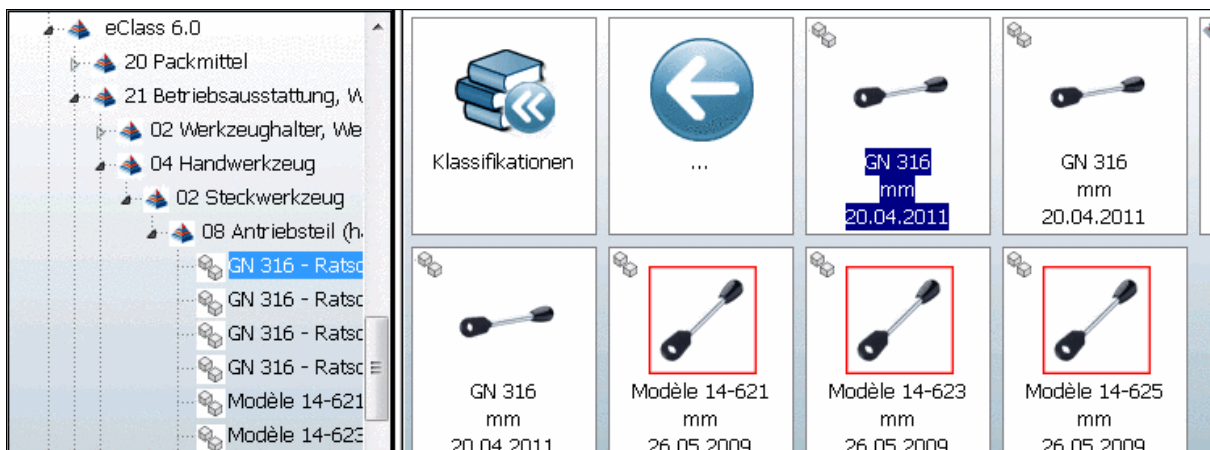 eClass 6.0
20 Packmittel
21 Betriebsausstattung, W
02 Werkzeughalter, We
04 Handwerkzeug
02 Steckwerkzeug
08 Antriebsteil (h
GN 316 - Ratsc
GN 316 - Ratsc
GN 316 - Ratsc
GN 316 - Ratsc
Modèle 14-621
Modèle 14-623
Klassifikationen
...
GN 316
mm
20.04.2011
GN 316
mm
20.04.2011
GN 316
mm
20.04.2011
Modèle 14-621
mm
26.05.2009
Modèle 14-623
mm
26.05.2009
Modèle 14-625
mm
26.05.2009